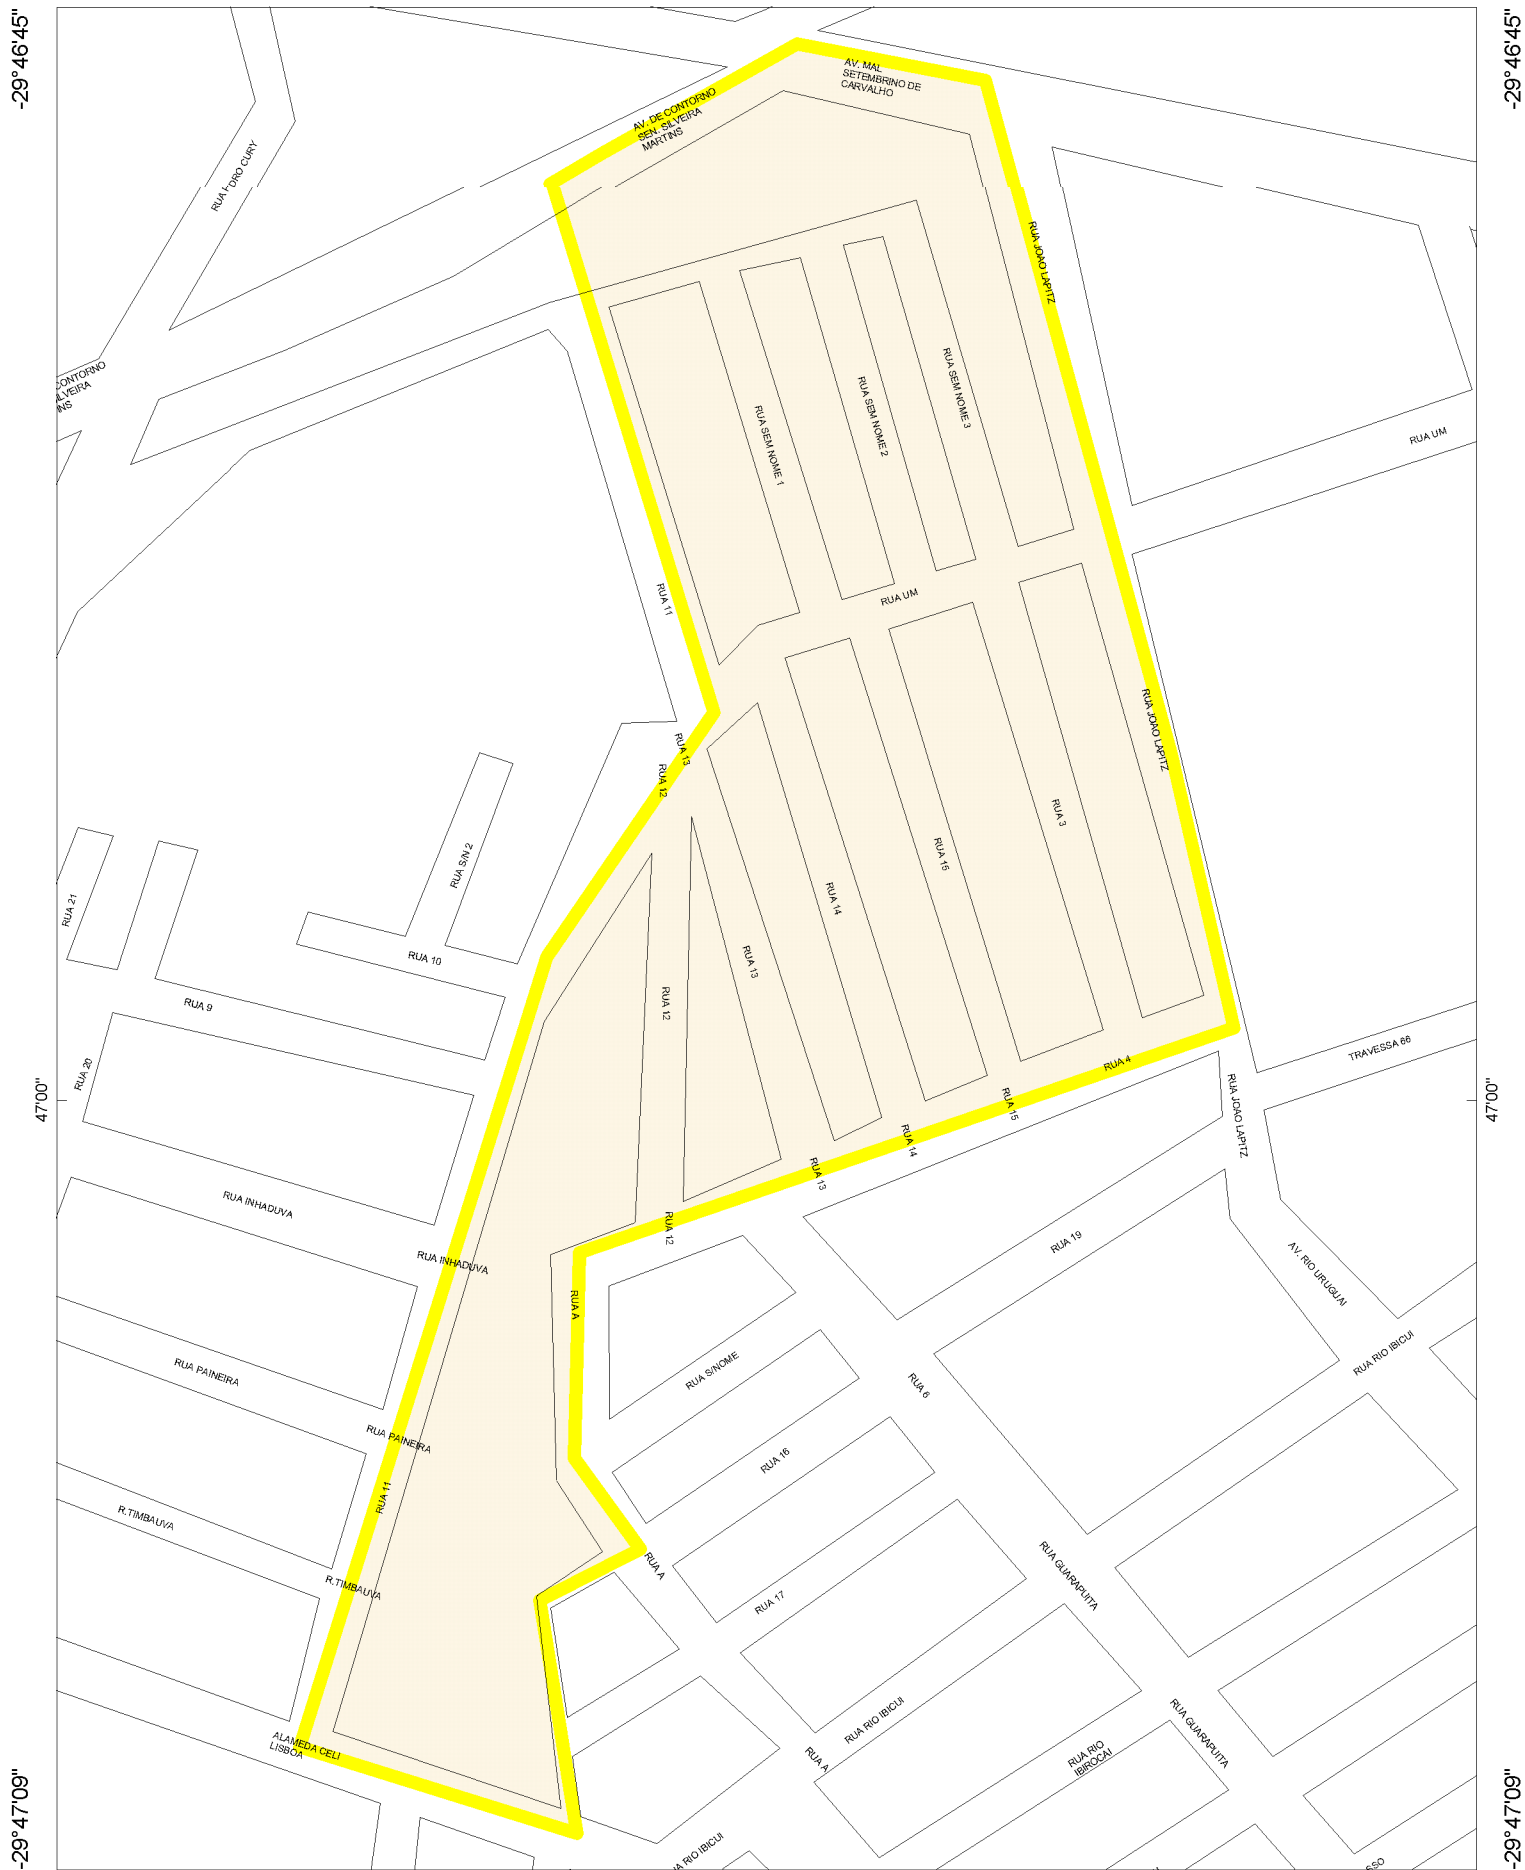 -29°46'45"
-29°46'45"
AV. MAL
SETEMBRINO DE
CARVALHO
AV. DE CONTORNO
SEN. SILVEIRA
MARTINS
RUA
DRO CURY
RUA JOAO LAPITZ
CONTORNO
ILVEIRA
INS
RUA SEM NOME 3
RUA SEM NOME 2
RUA SEM NOME 1
RUA UM
RUA UM
RUA 11
RUA JOAO LAPITZ
RUA 13
RUA 12
RUA S/N 2
RUA 3
RUA 15
RUA 14
RUA 21
RUA 10
RUA 13
RUA 12
RUA 9
RUA 20
RUA 4
TRAVESSA 66
47'00"
47'00"
RUA 15
RUA JOAO LAPITZ
RUA 14
RUA 13
RUA INHADUVA
RUA 12
RUA 19
RUA INHADUVA
AV. RIO URUGUAI
RUA A
RUA RIO IBICUI
RUA PAINEIRA
RUA S/NOME
RUA 6
RUA PAINEIRA
RUA 16
RUA 11
R.TIMBAUVA
RUA A
RUA GUARAPUITA
R.TIMBAUVA
RUA 17
RUA RIO IBICUI
RUA GUARAPUITA
ALAMEDA CELI
LISBOA
RUA A
RUA RIO
IBIROCAI
-29°47'09"
-29°47'09"
A RIO IBICUI
SSO